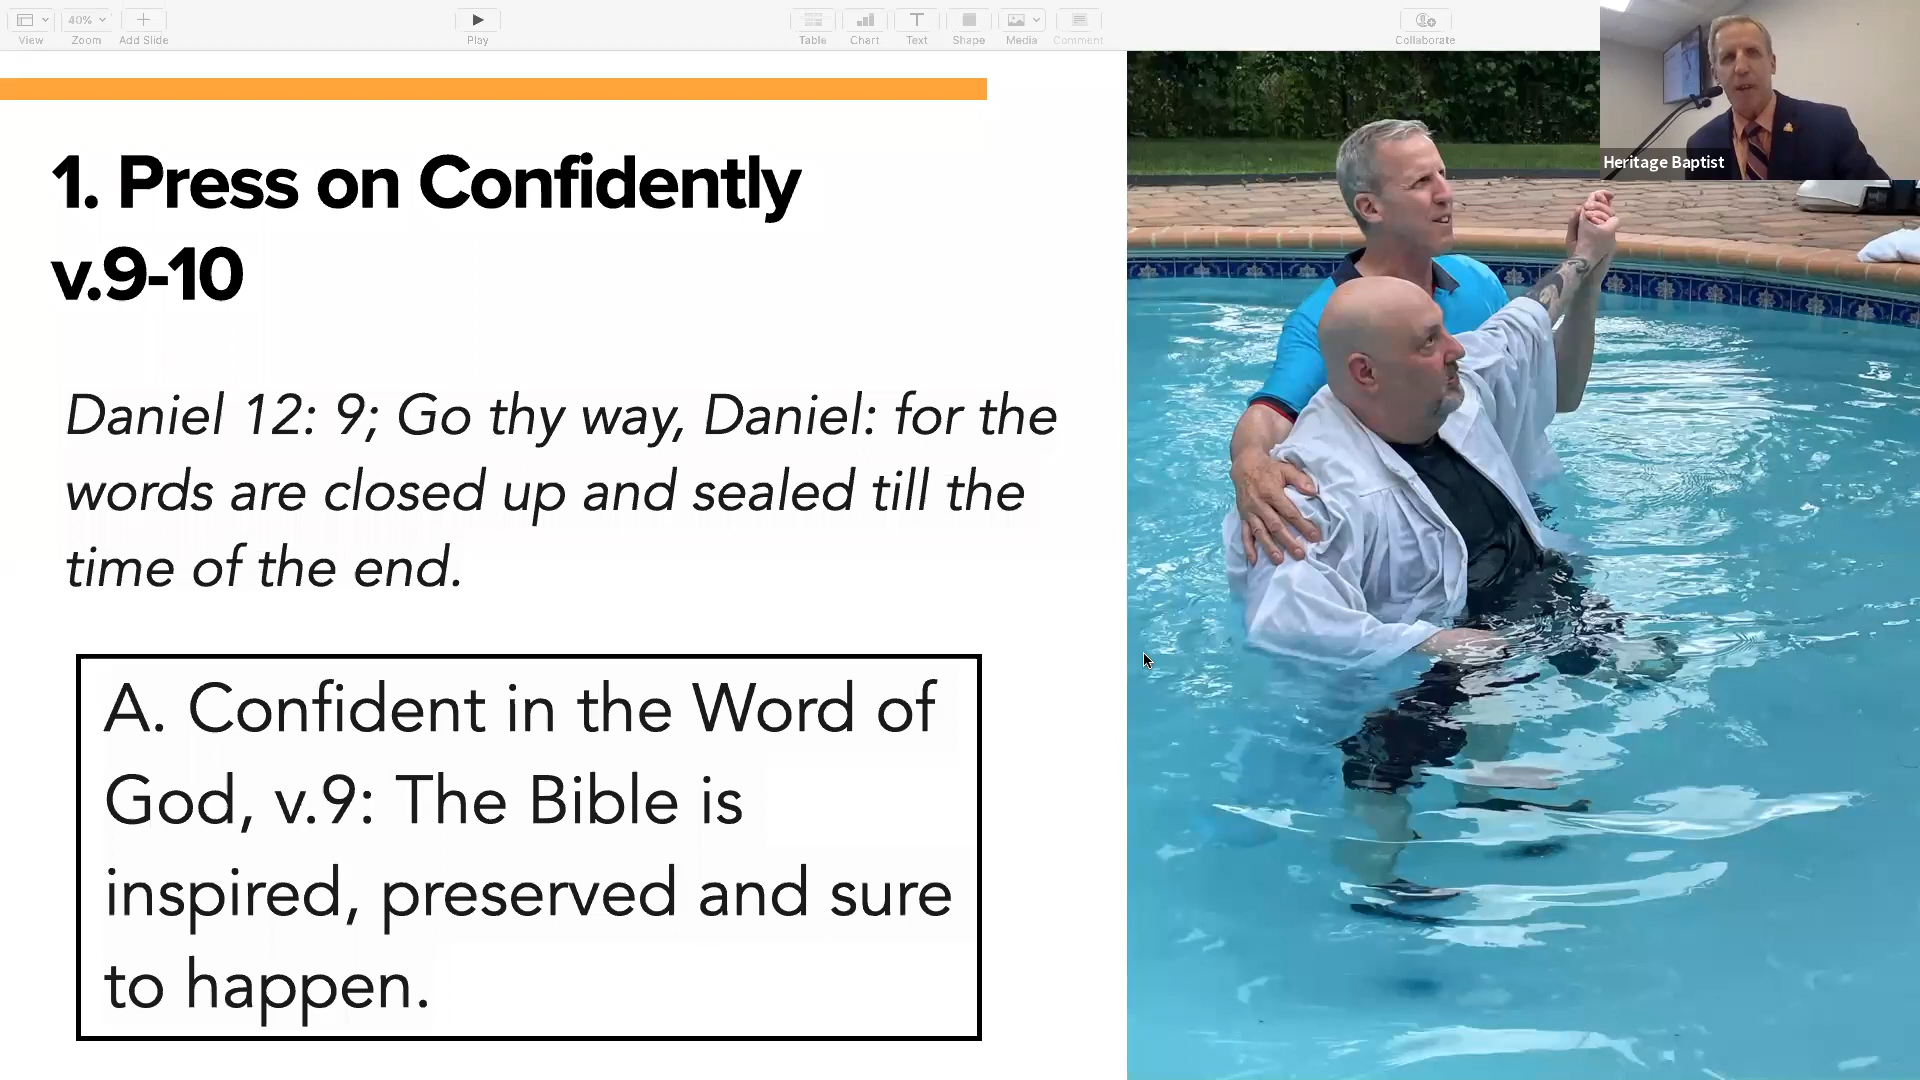 40%
View
Zoom
Add Slide
Play
Table
Chart
T
Text
Shape
Media
Comment
Collaborate
Heritage Baptist
1. Press on Confidently
v.9-10
Daniel 12: 9; Go thy way, Daniel: for the
words are closed up and sealed till the
time of the end.
A. Confident in the Word of
God, v.9: The Bible is
inspired, preserved and sure
to happen.